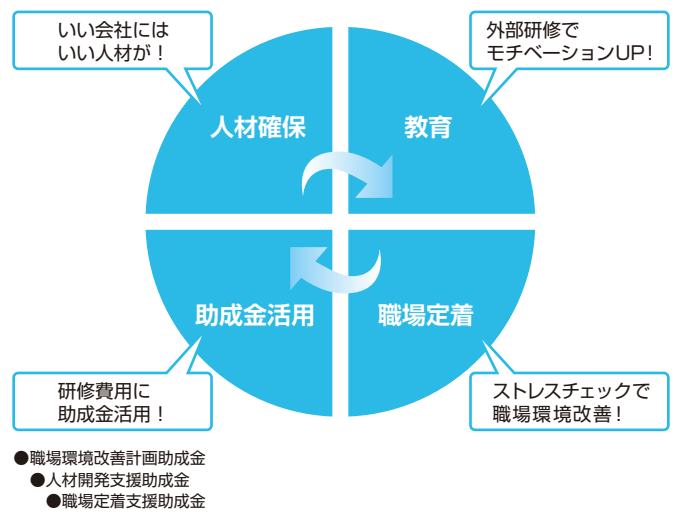 いい会社には
いい人材が！
外部研修で
モチベーションUP！
人材確保
教育
助成金活用
職場定着
研修費用に
助成金活用！
ストレスチェックで
職場環境改善！
●職場環境改善計画助成金
●人材開発支援助成金
●職場定着支援助成金